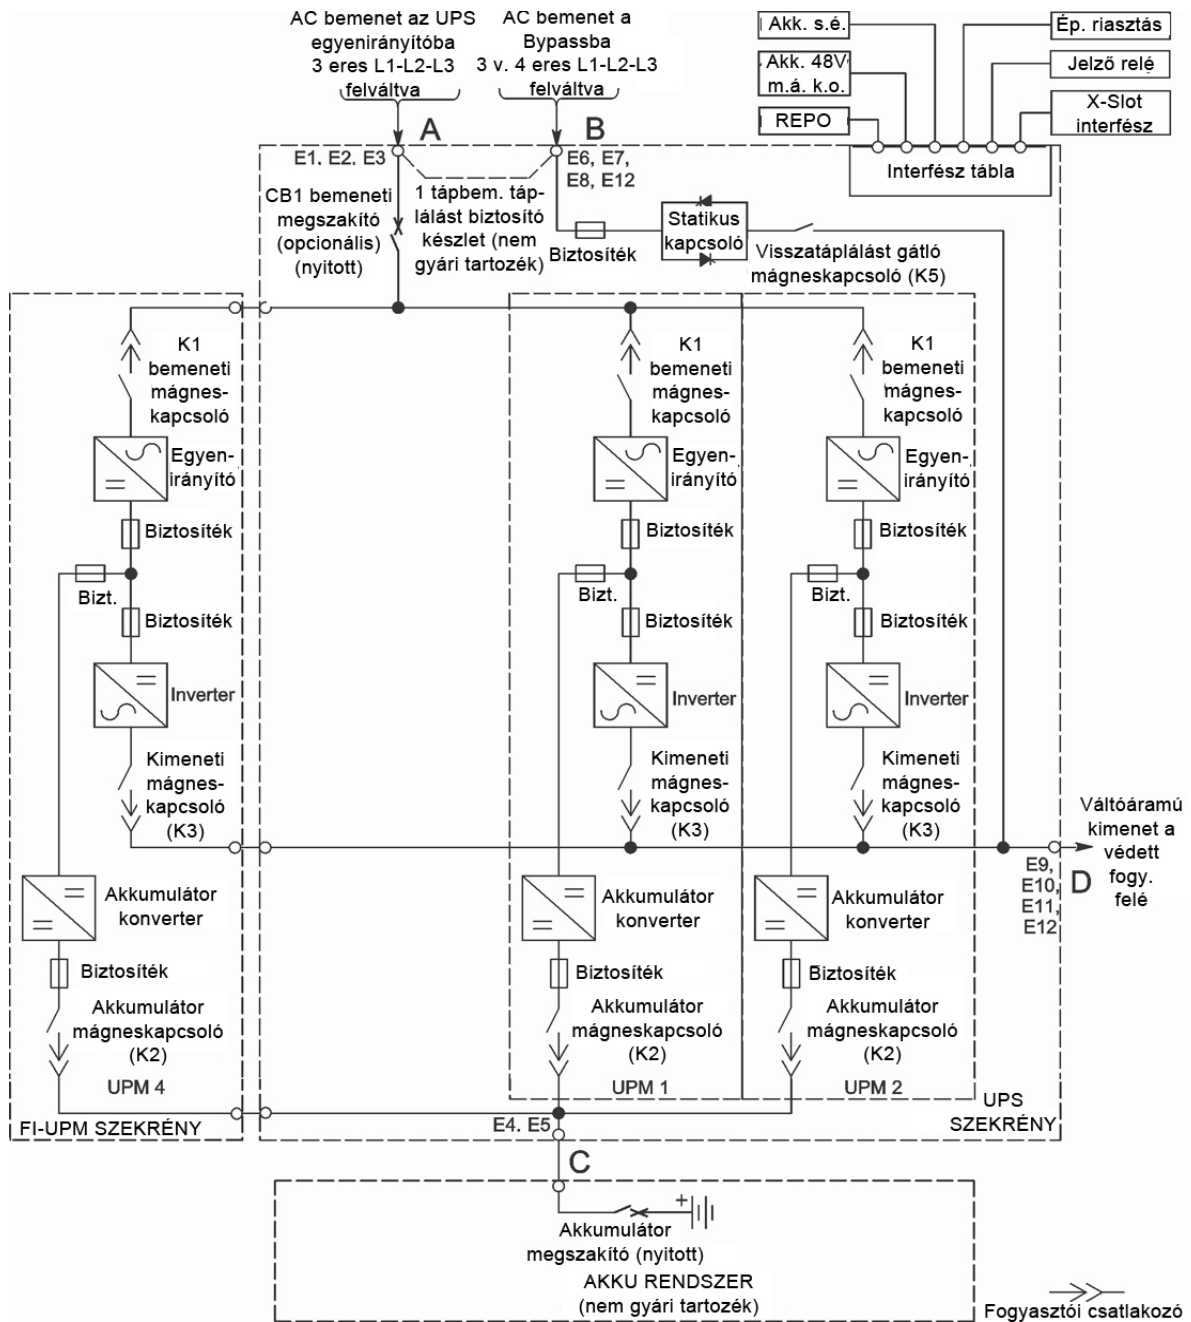 AC bemenet az UPS
egyenirányítóba
3 eres L1-L2-L3
felváltva
AC bemenet a
Bypassba
3 v. 4 eres L1-L2-L3
felváltva
Akk. s.é.
Akk. 48V
m.á. k.o.
REPO
Ép. riasztás
Jelző relé
X-Slot
interfész
Interfész tábla
A
B
E1. E2. E3
E6, E7,
E8, E12
CB1 bemeneti
megszakító
(opcionális)
(nyitott)
1 tápbem. táp-
lálást biztosító
készlet (nem
gyári tartozék)
Biztosíték
Statikus
kapcsoló
Visszatáplálást gátló
mágneskapcsoló (K5)
K1
bemeneti
mágnes-
kapcsoló
Egyen-
irányító
Biztosíték
Bizt.
Biztosíték
Inverter
Kimeneti
mágnes-
kapcsoló
(K3)
Akkumulátor
konverter
Biztosíték
Akkumulátor
mágneskapcsoló
(K2)
UPM 4
FI-UPM SZEKRÉNY
K1
bemeneti
mágnes-
kapcsoló
Egyen-
irányító
Biztosíték
Bizt.
Biztosíték
Inverter
Kimeneti
mágnes-
kapcsoló
(K3)
Akkumulátor
konverter
Biztosíték
Akkumulátor
mágneskapcsoló
(K2)
UPM 1
K1
bemeneti
mágnes-
kapcsoló
Egyen-
irányító
Biztosíték
Bizt.
Biztosíték
Inverter
Kimeneti
mágnes-
kapcsoló
(K3)
Akkumulátor
konverter
Biztosíték
Akkumulátor
mágneskapcsoló
(K2)
UPM 2
UPS
SZEKRÉNY
E9,
E10,
E11,
E12
D
Váltóáramú
kimenet a
védett
fogy.
felé
E4. E5
C
+
Akkumulátor
megszakító (nyitott)
AKKU RENDSZER
(nem gyári tartozék)
Fogyasztói csatlakozó